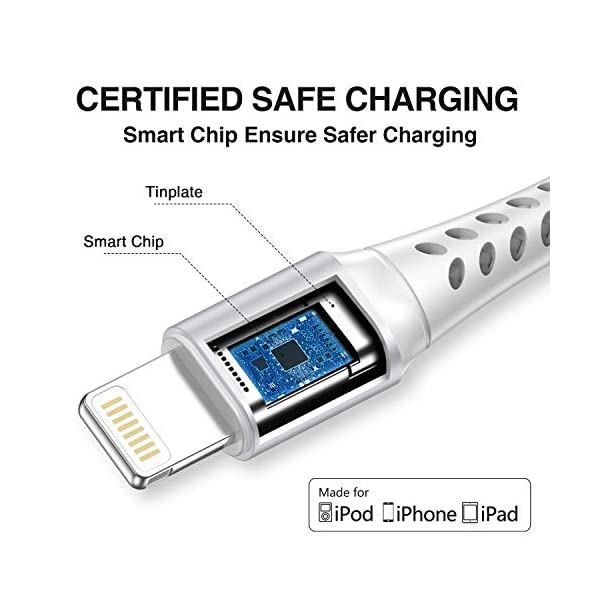 CERTIFIED SAFE CHARGING
Smart Chip Ensure Safer Charging
Tinplate
Smart Chip
Made for
iPod iPhone iPad